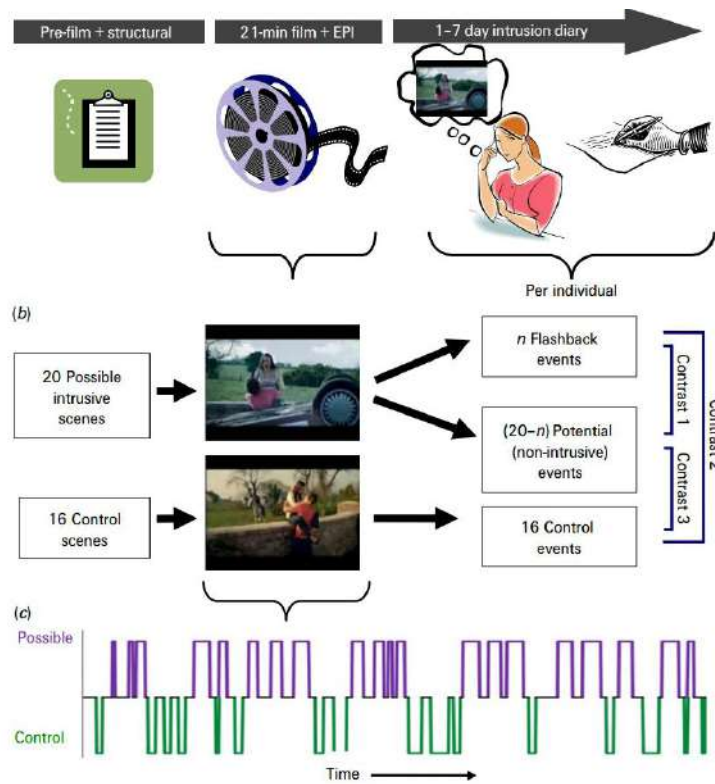 Pre-film + structural
21-min film + EPI
1–7 day intrusion diary
Per individual
(b)
20 Possible
intrusive
scenes
n Flashback
events
(20–n) Potential
(non-intrusive)
events
16 Control
scenes
16 Control
events
Contrast 1
Contrast 3
Contrast 2
(c)
Possible
Control
Time